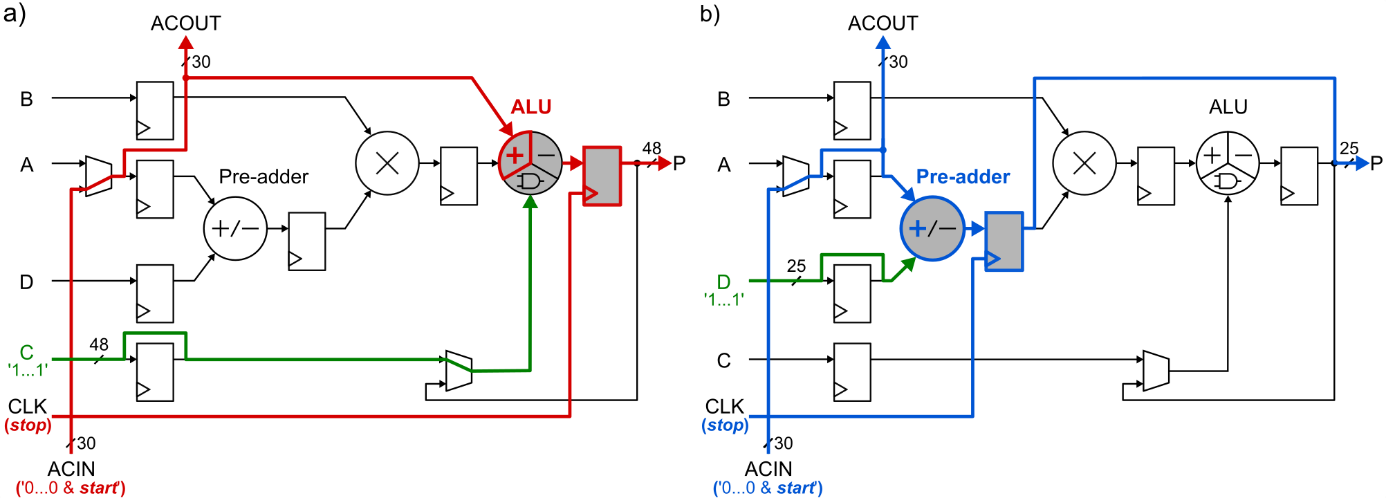 a)
ACOUT
30
B
ALU
A
48
P
Pre-adder
+/−
+
−
D
C
'1...1'
48
CLK
(stop)
30
ACIN
('0...0 & start')
b)
ACOUT
30
B
ALU
A
25
P
Pre-adder
+
−
+/−
D
'1...1'
25
C
CLK
(stop)
30
ACIN
('0...0 & start')